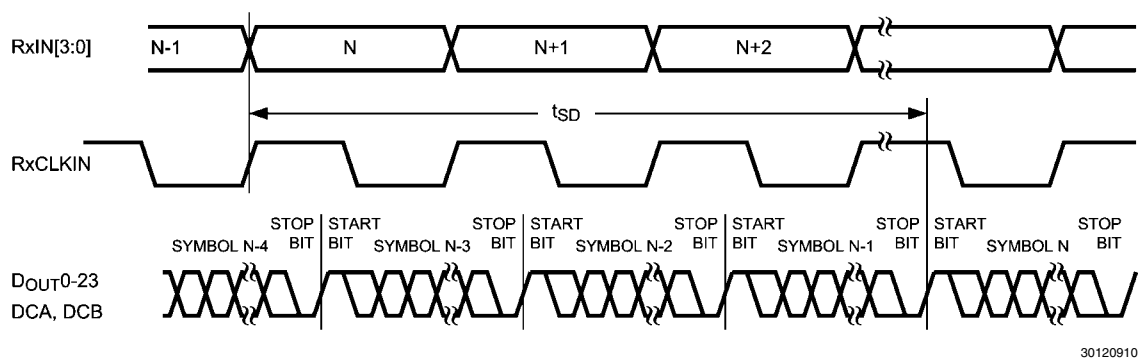 RxIN[3:0] N-1 N N+1 N+2
tSD
RxCLKIN
STOP BIT START BIT STOP BIT START BIT STOP BIT START BIT STOP BIT START BIT STOP BIT
SYMBOL N-4 SYMBOL N-3 SYMBOL N-2 SYMBOL N-1 SYMBOL N
DOUT0-23
DCA, DCB
30120910